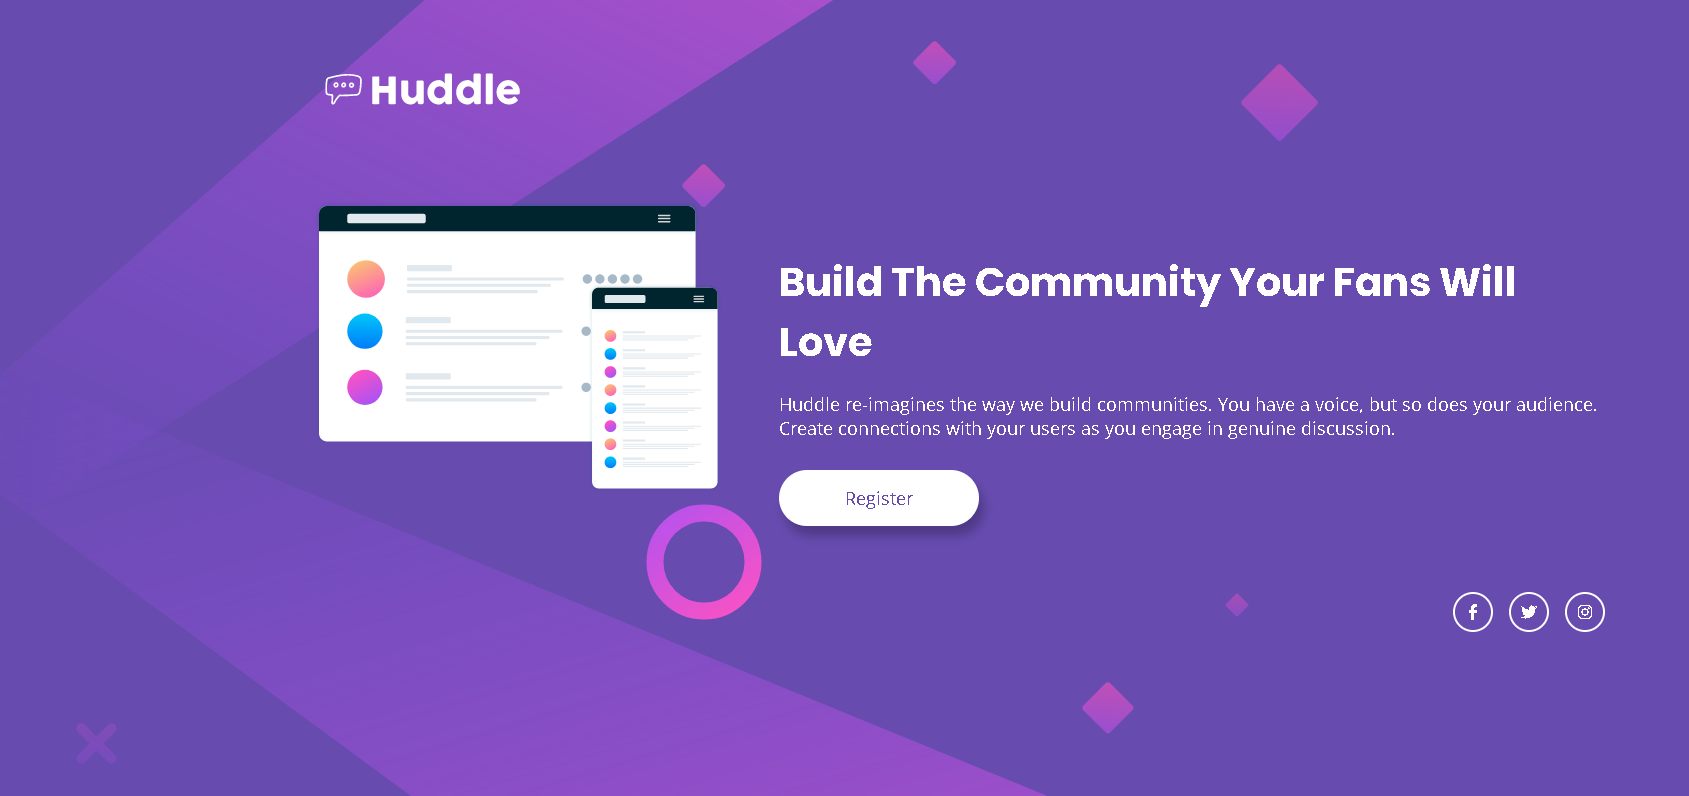 Huddle
Build The Community Your Fans Will
Love
Huddle re-imagines the way we build communities. You have a voice, but so does your audience.
Create connections with your users as you engage in genuine discussion.
Register